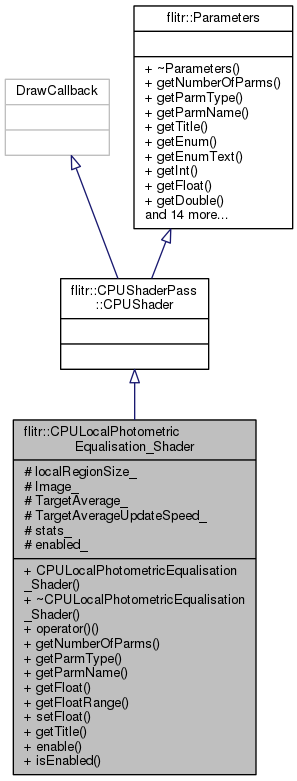 flitr::Parameters
+ ~Parameters()
+ getNumberOfParms()
+ getParmType()
+ getParmName()
+ getTitle()
+ getEnum()
+ getEnumText()
+ getInt()
+ getFloat()
+ getDouble()
and 14 more...
DrawCallback
flitr::CPUShaderPass
::CPUShader
flitr::CPULocalPhotometric
Equalisation_Shader
# localRegionSize_
# Image_
# TargetAverage_
# TargetAverageUpdateSpeed_
# stats_
# enabled_
+ CPULocalPhotometricEqualisation
_Shader()
+ ~CPULocalPhotometricEqualisation
_Shader()
+ operator()()
+ getNumberOfParms()
+ getParmType()
+ getParmName()
+ getFloat()
+ getFloatRange()
+ setFloat()
+ getTitle()
+ enable()
+ isEnabled()